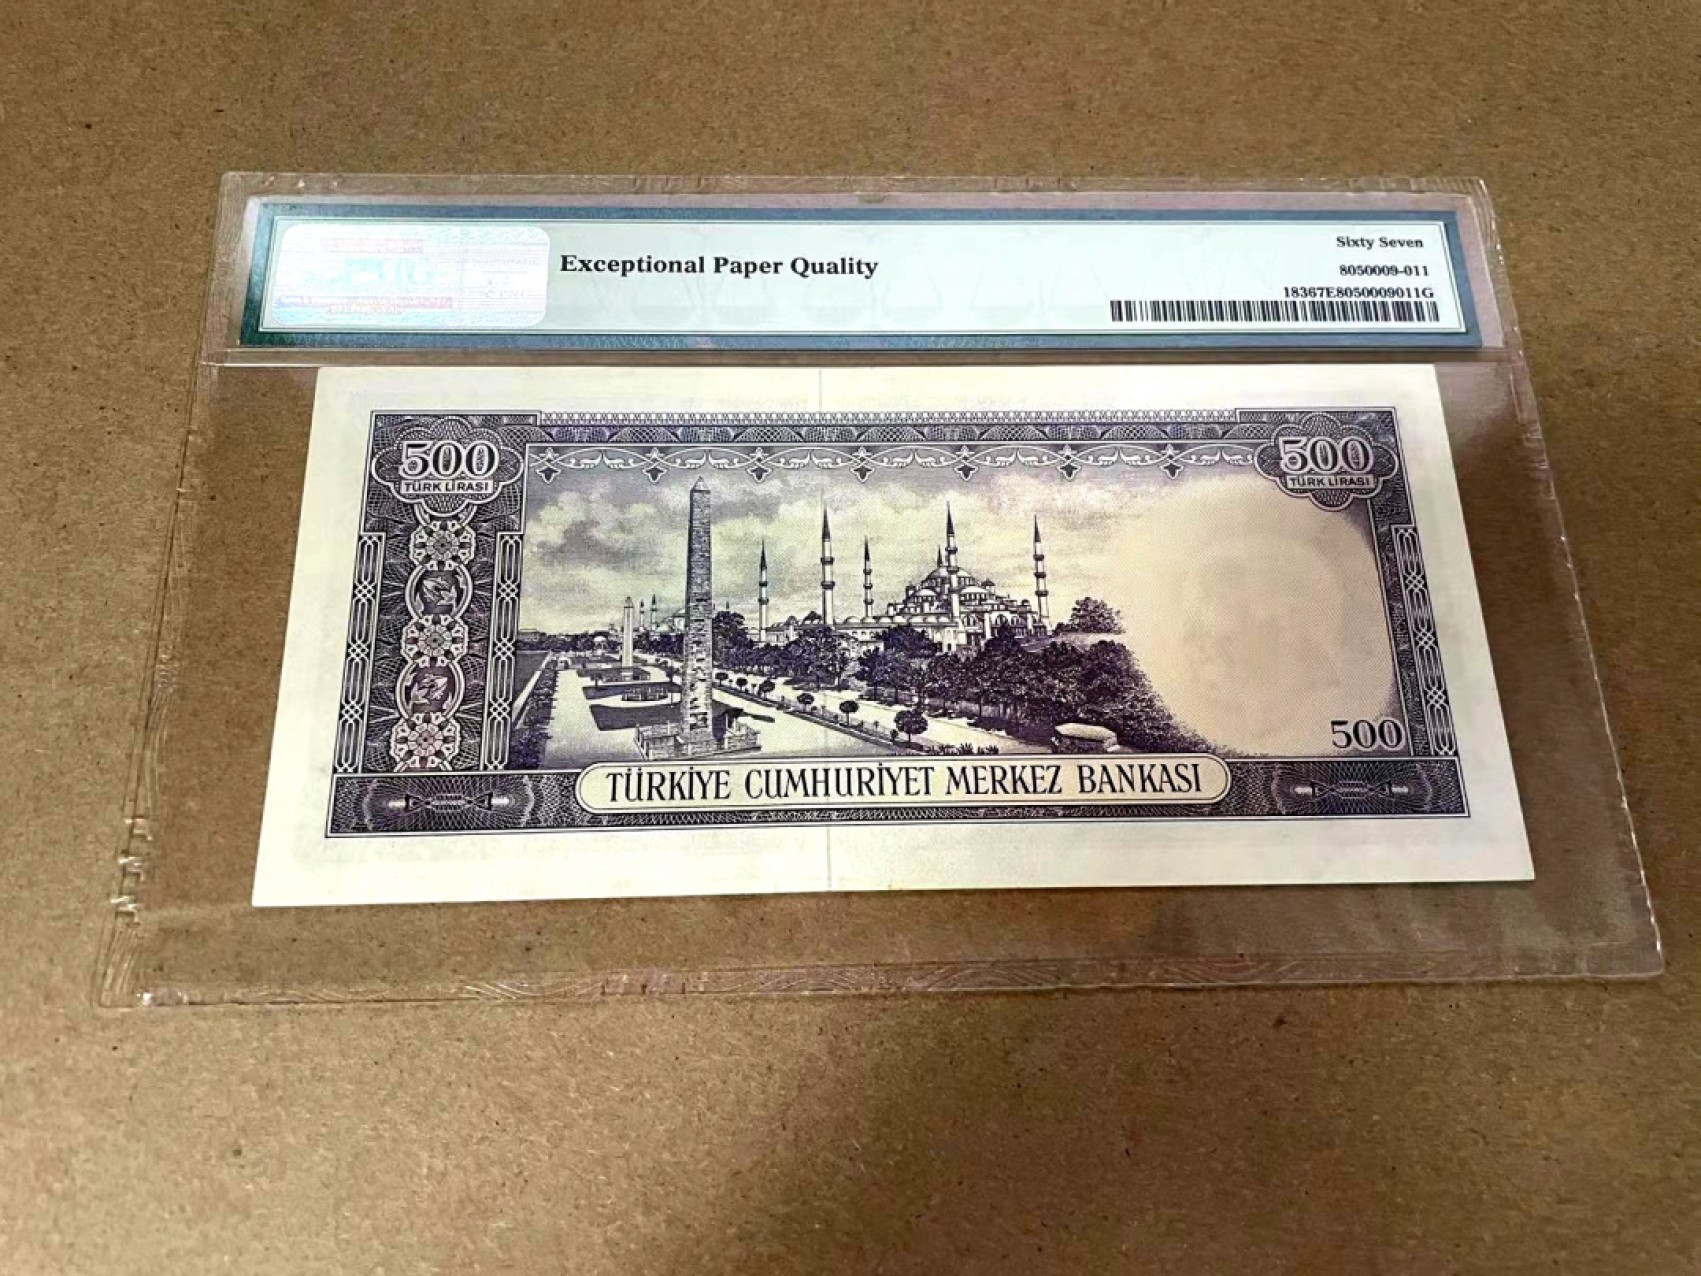 Exceptional Paper Quality
Sixty Seven
8050009-011
18367E8050009011G
500
TÜRK LİRASI
500
TÜRK LİRASI
500
TÜRKİYE CUMHURİYET MERKEZ BANKASI